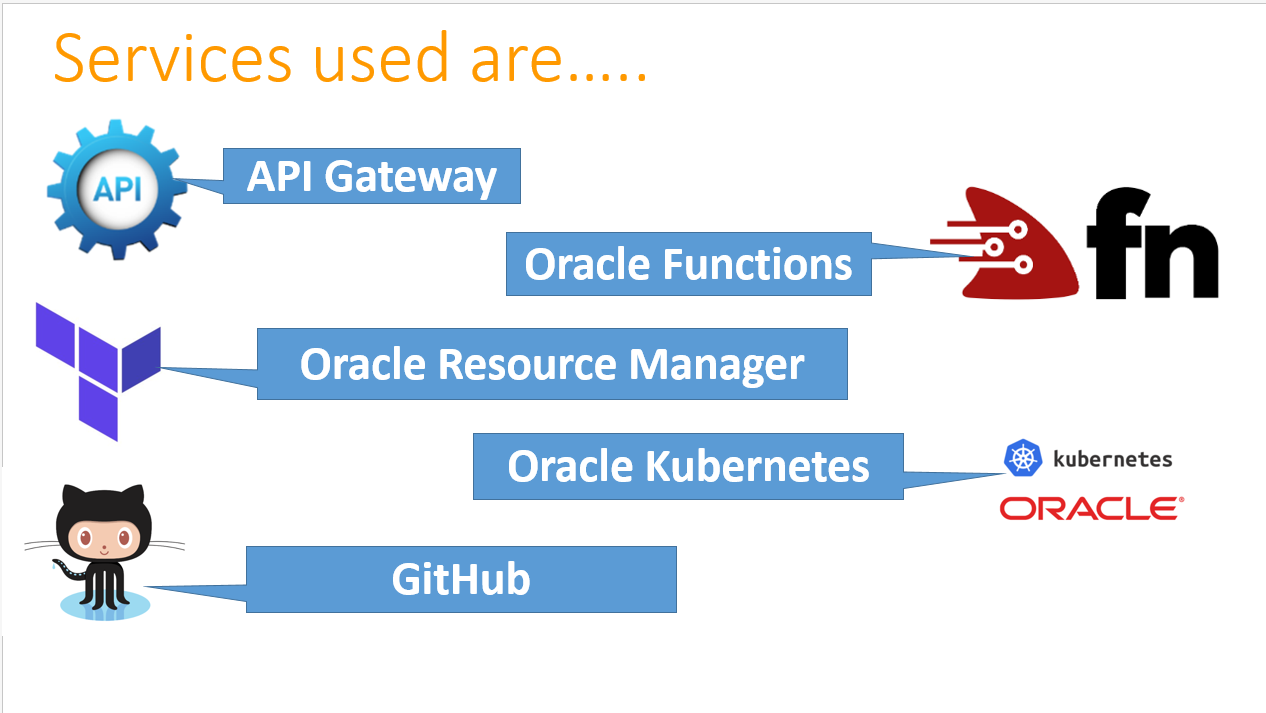 Services used are…..
API
API Gateway
Oracle Functions
fn
Oracle Resource Manager
Oracle Kubernetes
kubernetes
ORACLE®
GitHub